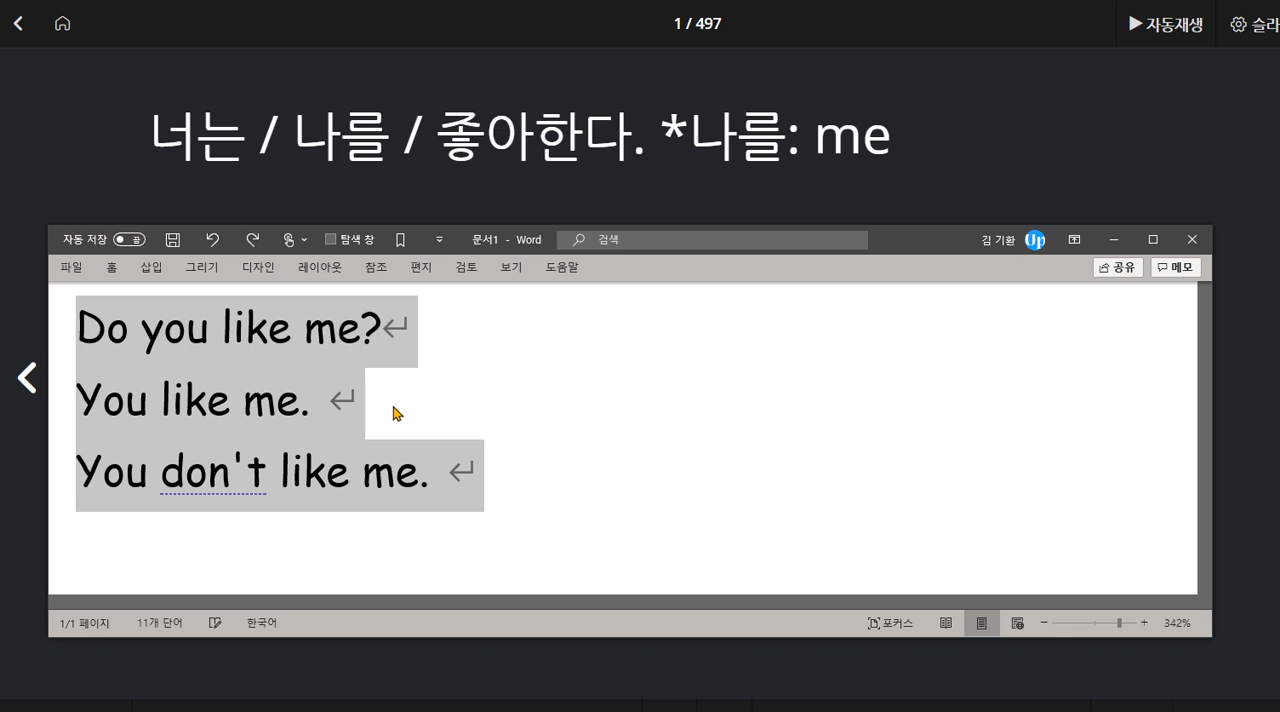 1 / 497
자동재생
슬라
너는 / 나를 / 좋아한다. *나를: me
자동 저장 끔 탐색 창 문서1 - Word 검색 김 기환 Up
파일 홈 삽입 그리기 디자인 레이아웃 참조 편지 검토 보기 도움말 공유 메모
Do you like me?
You like me.
You don't like me.
1/1 페이지 11개 단어 한국어 포커스 342%